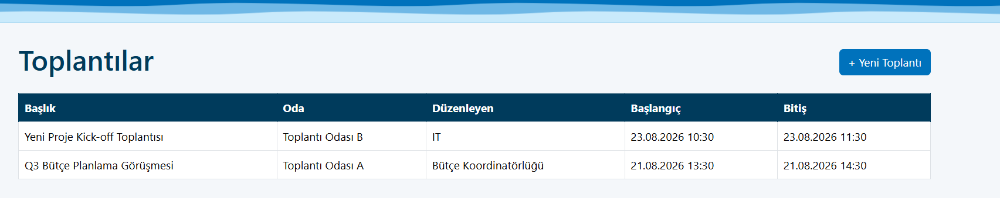 Toplantılar
+ Yeni Toplantı
Başlık Oda Düzenleyen Başlangıç Bitiş
Yeni Proje Kick-off Toplantısı Toplantı Odası B IT 23.08.2026 10:30 23.08.2026 11:30
Q3 Bütçe Planlama Görüşmesi Toplantı Odası A Bütçe Koordinatörlüğü 21.08.2026 13:30 21.08.2026 14:30